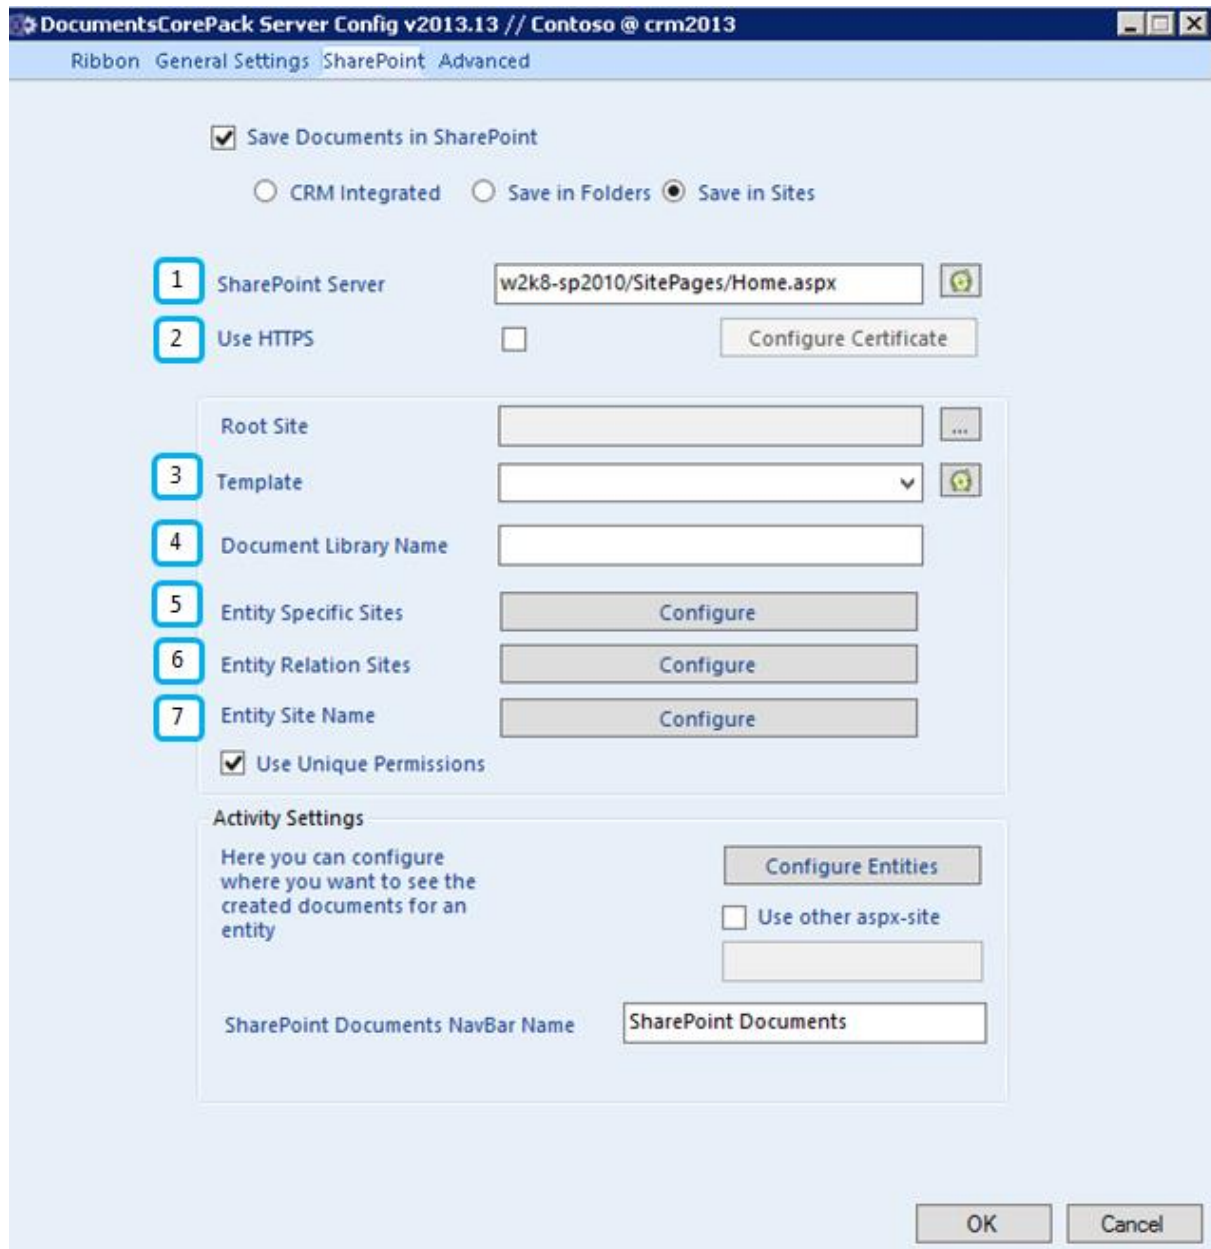 DocumentsCorePack Server Config v2013.13 // Contoso @ crm2013
Ribbon General Settings SharePoint Advanced
Save Documents in SharePoint
CRM Integrated Save in Folders Save in Sites
1 SharePoint Server w2k8-sp2010/SitePages/Home.aspx
2 Use HTTPS Configure Certificate
Root Site ...
3 Template
4 Document Library Name
5 Entity Specific Sites Configure
6 Entity Relation Sites Configure
7 Entity Site Name Configure
Use Unique Permissions
Activity Settings
Here you can configure
where you want to see the
created documents for an
entity
Configure Entities
Use other aspx-site
SharePoint Documents NavBar Name SharePoint Documents
OK Cancel